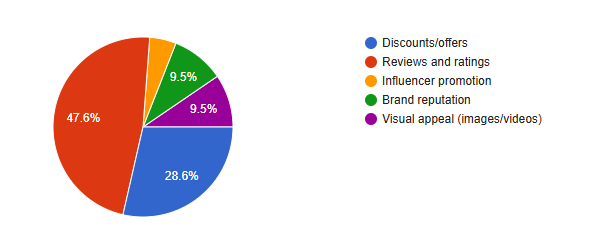 47.6%
9.5%
9.5%
28.6%
Discounts/offers
Reviews and ratings
Influencer promotion
Brand reputation
Visual appeal (images/videos)